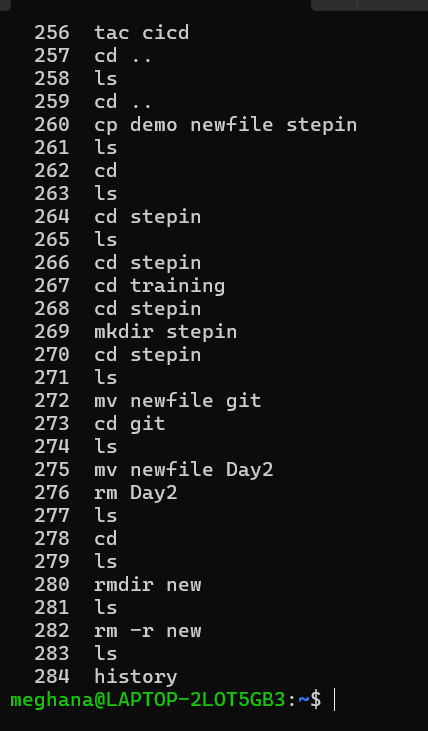 256 tac cicd
257 cd ..
258 ls
259 cd ..
260 cp demo newfile stepin
261 ls
262 cd
263 ls
264 cd stepin
265 ls
266 cd stepin
267 cd training
268 cd stepin
269 mkdir stepin
270 cd stepin
271 ls
272 mv newfile git
273 cd git
274 ls
275 mv newfile Day2
276 rm Day2
277 ls
278 cd
279 ls
280 rmdir new
281 ls
282 rm -r new
283 ls
284 history
meghana@LAPTOP-2LOT5GB3:~$